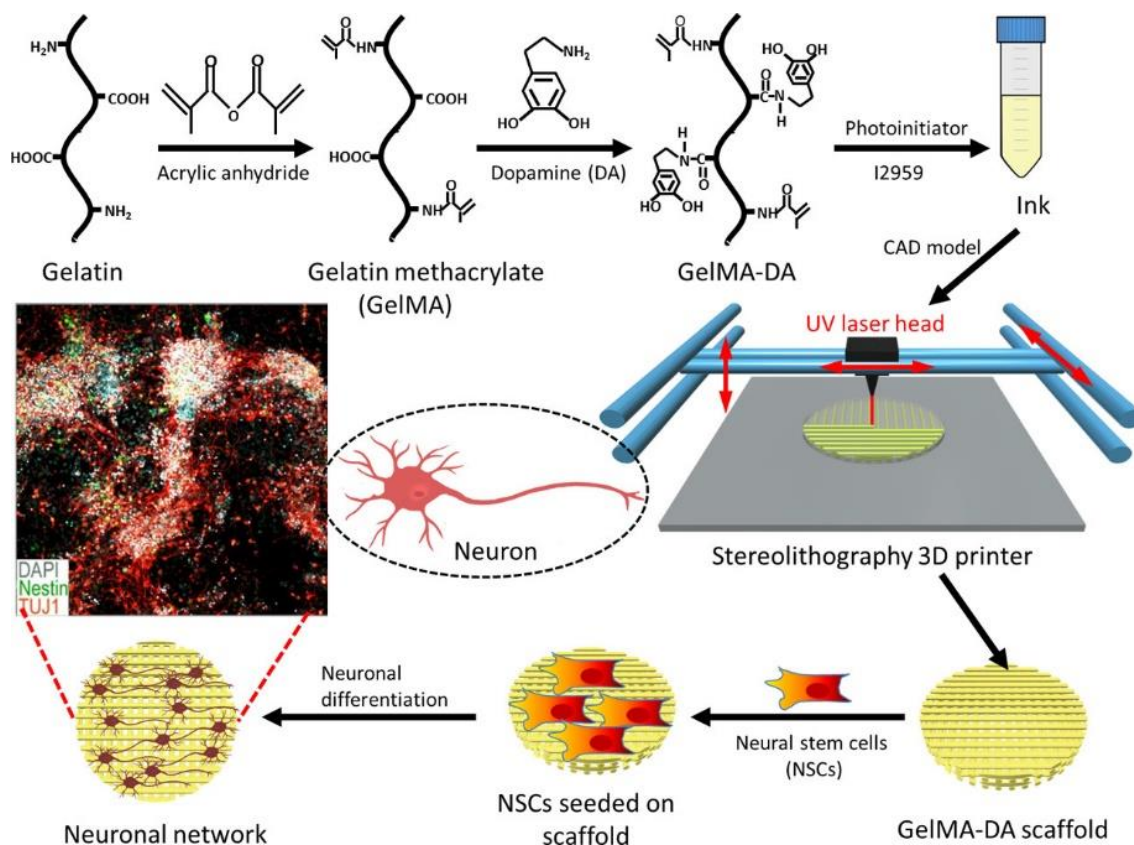 H₂N
COOH
HOOC
NH₂
Gelatin
O
O
O
Acrylic anhydride
O
HN
COOH
HOOC
NH
O
Gelatin methacrylate
(GelMA)
NH₂
HO
OH
Dopamine (DA)
O
HN
HO
OH
O
C
N
H
H
N
C
O
HO
OH
NH
O
GelMA-DA
Photoinitiator
I2959
Ink
CAD model
UV laser head
Stereolithography 3D printer
GelMA-DA scaffold
Neural stem cells
(NSCs)
NSCs seeded on
scaffold
Neuronal
differentiation
Neuronal network
DAPI
Nestin
TUJ1
Neuron